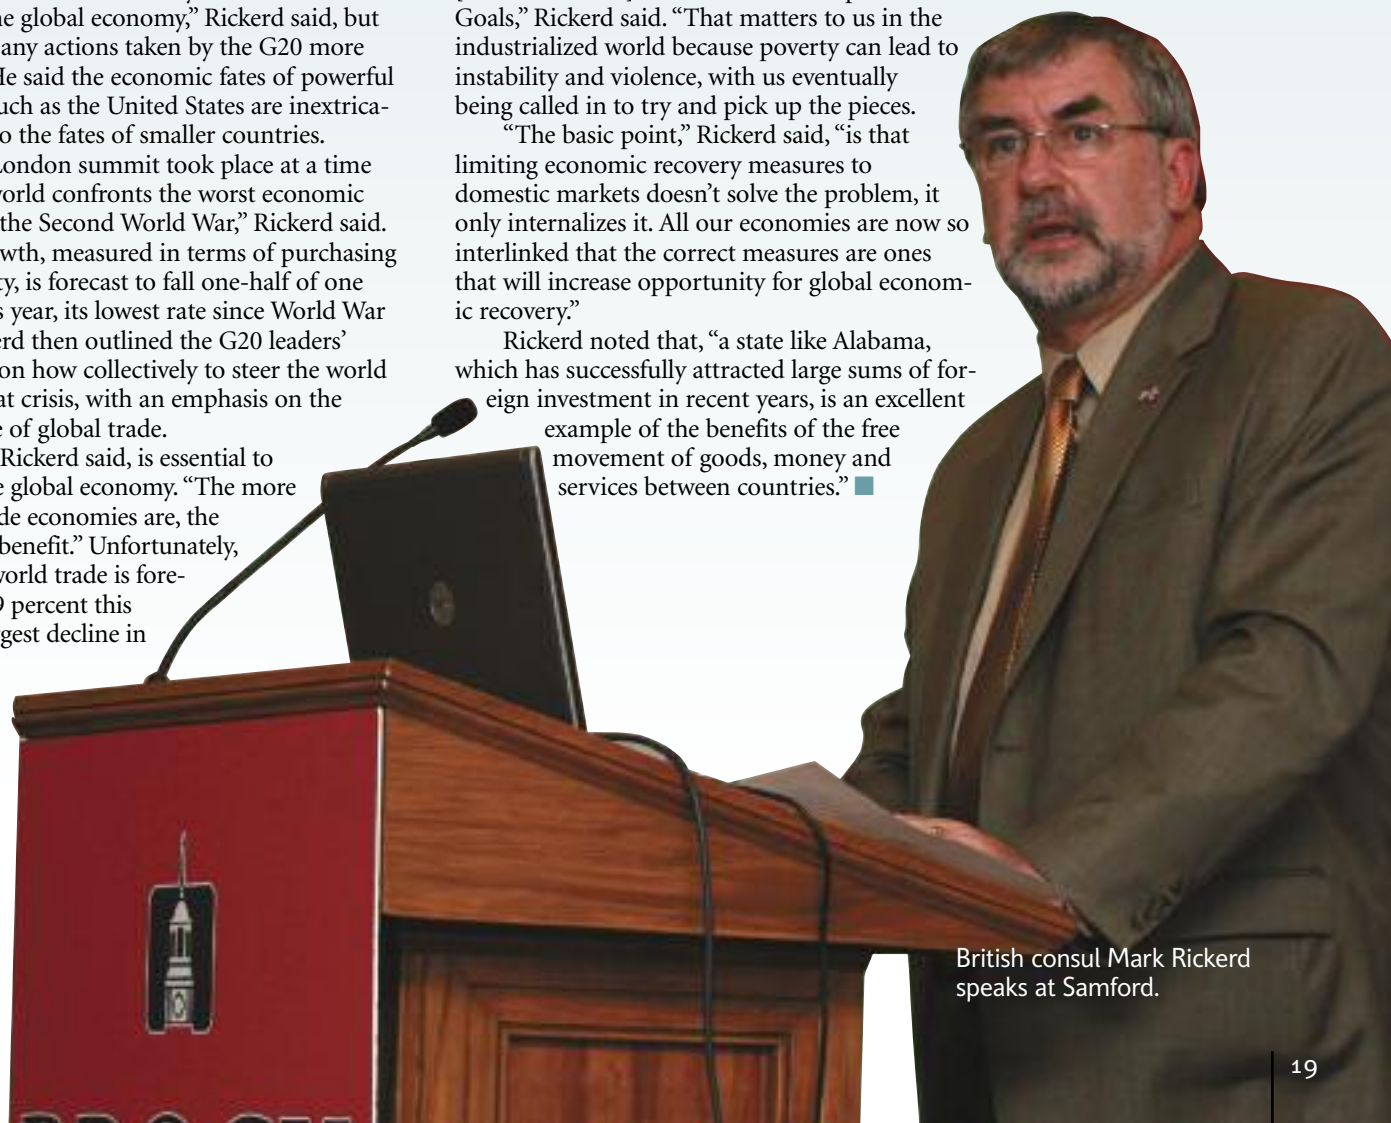 global economy,” Rickerd said, but
any actions taken by the G20 more
He said the economic fates of powerful
such as the United States are inextrica-
to the fates of smaller countries.
London summit took place at a time
world confronts the worst economic
the Second World War,” Rickerd said.
measured in terms of purchasing
is forecast to fall one-half of one
year, its lowest rate since World War
then outlined the G20 leaders’
on how collectively to steer the world
crisis, with an emphasis on the
of global trade.
Rickerd said, is essential to
global economy. “The more
economies are, the
benefit.” Unfortunately,
world trade is fore-
9 percent this
decline in
Goals,” Rickerd said. “That matters to us in the
industrialized world because poverty can lead to
instability and violence, with us eventually
being called in to try and pick up the pieces.
“The basic point,” Rickerd said, “is that
limiting economic recovery measures to
domestic markets doesn’t solve the problem, it
only internalizes it. All our economies are now so
interlinked that the correct measures are ones
that will increase opportunity for global econom-
ic recovery.”
Rickerd noted that, “a state like Alabama,
which has successfully attracted large sums of for-
eign investment in recent years, is an excellent
example of the benefits of the free
movement of goods, money and
services between countries.”
British consul Mark Rickerd
speaks at Samford.
19